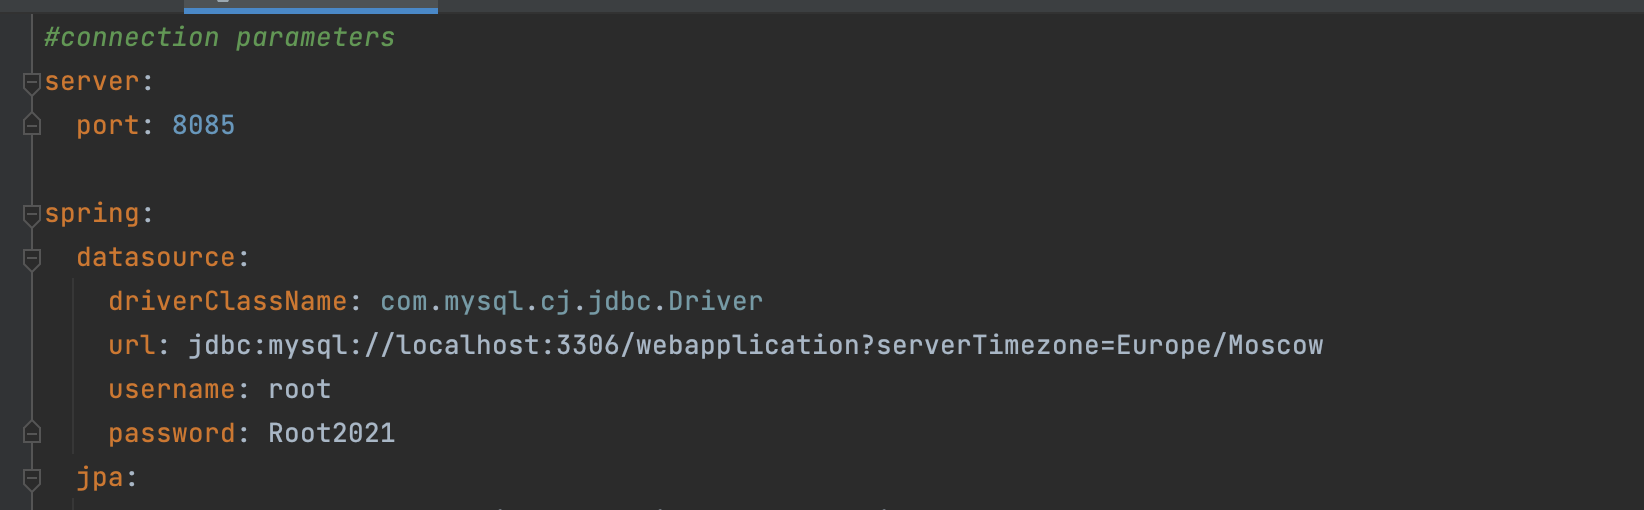 #connection parameters
server:
  port: 8085

spring:
  datasource:
    driverClassName: com.mysql.cj.jdbc.Driver
    url: jdbc:mysql://localhost:3306/webapplication?serverTimezone=Europe/Moscow
    username: root
    password: Root2021
  jpa: